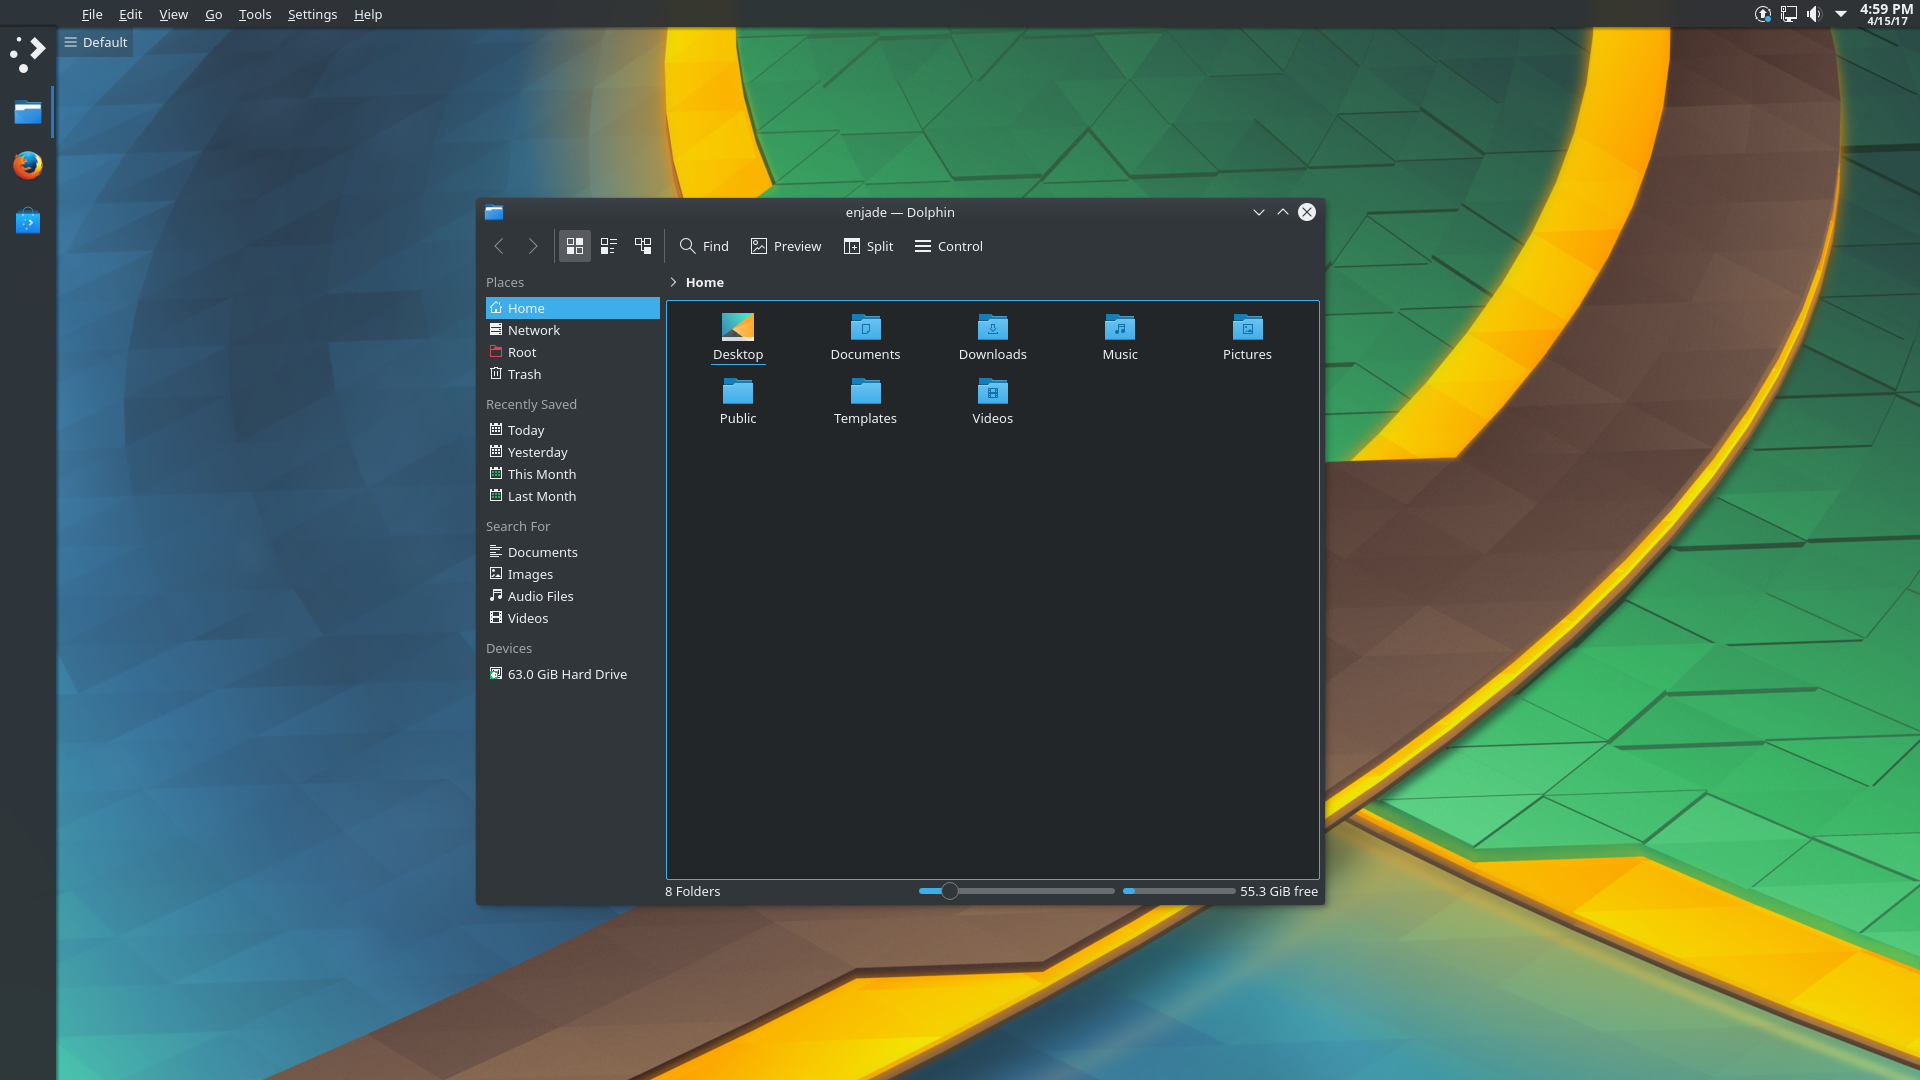 File Edit View Go Tools Settings Help
4:59 PM
4/15/17
Default
enjade — Dolphin
Find Preview Split Control
Places
Home
Network
Root
Trash
Recently Saved
Today
Yesterday
This Month
Last Month
Search For
Documents
Images
Audio Files
Videos
Devices
63.0 GiB Hard Drive
Home
Desktop Documents Downloads Music Pictures
Public Templates Videos
8 Folders 55.3 GiB free